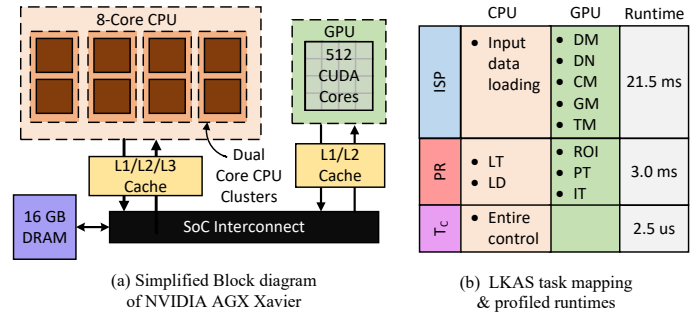 8-Core CPU
GPU
512
CUDA
Cores
L1/L2/L3
Cache
Dual
Core CPU
Clusters
L1/L2
Cache
16 GB
DRAM
SoC Interconnect
(a) Simplified Block diagram
of NVIDIA AGX Xavier
CPU
GPU
Runtime
ISP
• Input
data
loading
• DM
• DN
• CM
• GM
• TM
21.5 ms
PR
• LT
• LD
• ROI
• PT
• IT
3.0 ms
Tc
• Entire
control
2.5 us
(b) LKAS task mapping
& profiled runtimes